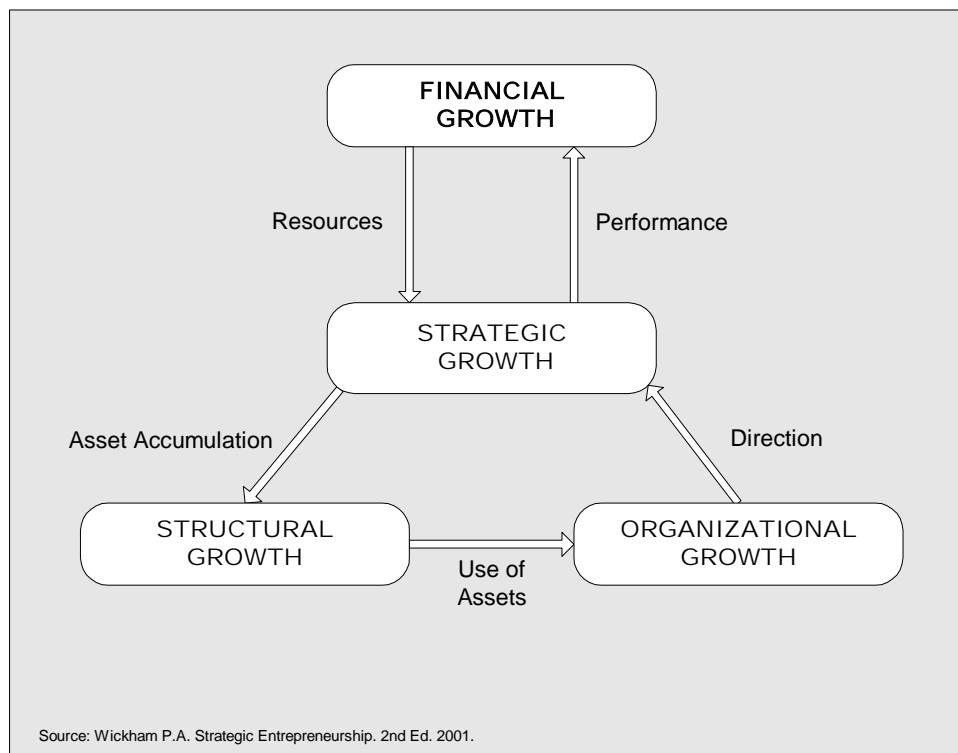 FINANCIAL
GROWTH
Resources
Performance
STRATEGIC
GROWTH
Asset Accumulation
Direction
STRUCTURAL
GROWTH
Use of
Assets
ORGANIZATIONAL
GROWTH
Source: Wickham P.A. Strategic Entrepreneurship. 2nd Ed. 2001.